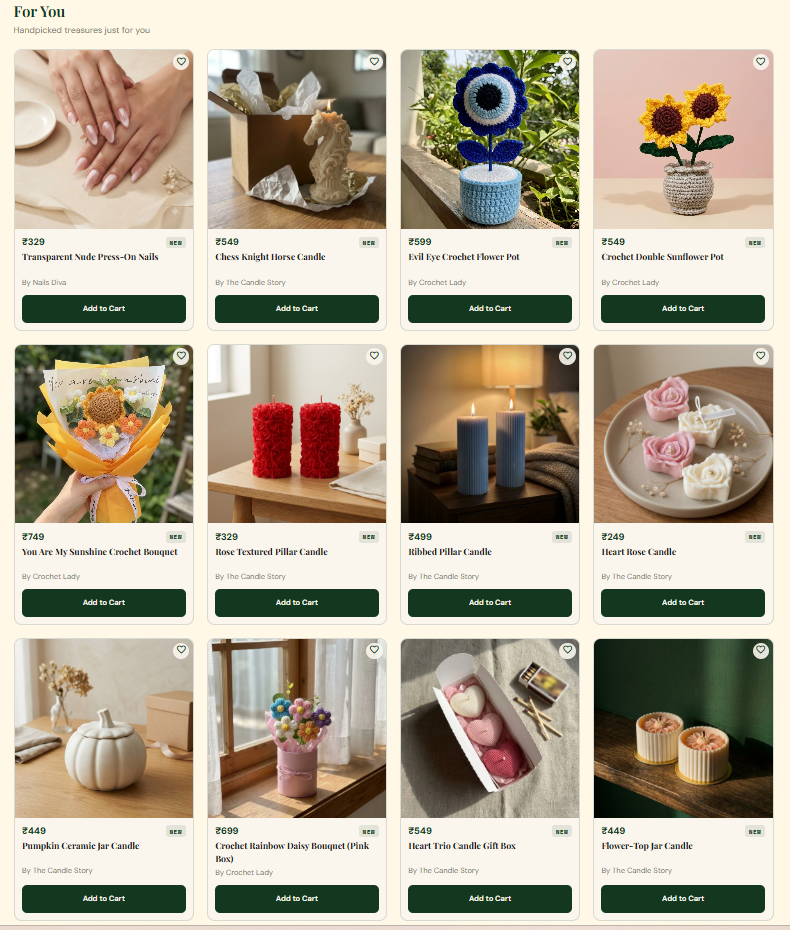 For You
Handpicked treasures just for you
₹329 NEW
Transparent Nude Press-On Nails
By Nails Diva
Add to Cart
₹549 NEW
Chess Knight Horse Candle
By The Candle Story
Add to Cart
₹599 NEW
Evil Eye Crochet Flower Pot
By Crochet Lady
Add to Cart
₹549 NEW
Crochet Double Sunflower Pot
By Crochet Lady
Add to Cart
₹749 NEW
You Are My Sunshine Crochet Bouquet
By Crochet Lady
Add to Cart
₹329 NEW
Rose Textured Pillar Candle
By The Candle Story
Add to Cart
₹499 NEW
Ribbed Pillar Candle
By The Candle Story
Add to Cart
₹249 NEW
Heart Rose Candle
By The Candle Story
Add to Cart
₹449 NEW
Pumpkin Ceramic Jar Candle
By The Candle Story
Add to Cart
₹699 NEW
Crochet Rainbow Daisy Bouquet (Pink
Box)
By Crochet Lady
Add to Cart
₹549 NEW
Heart Trio Candle Gift Box
By The Candle Story
Add to Cart
₹449 NEW
Flower-Top Jar Candle
By The Candle Story
Add to Cart